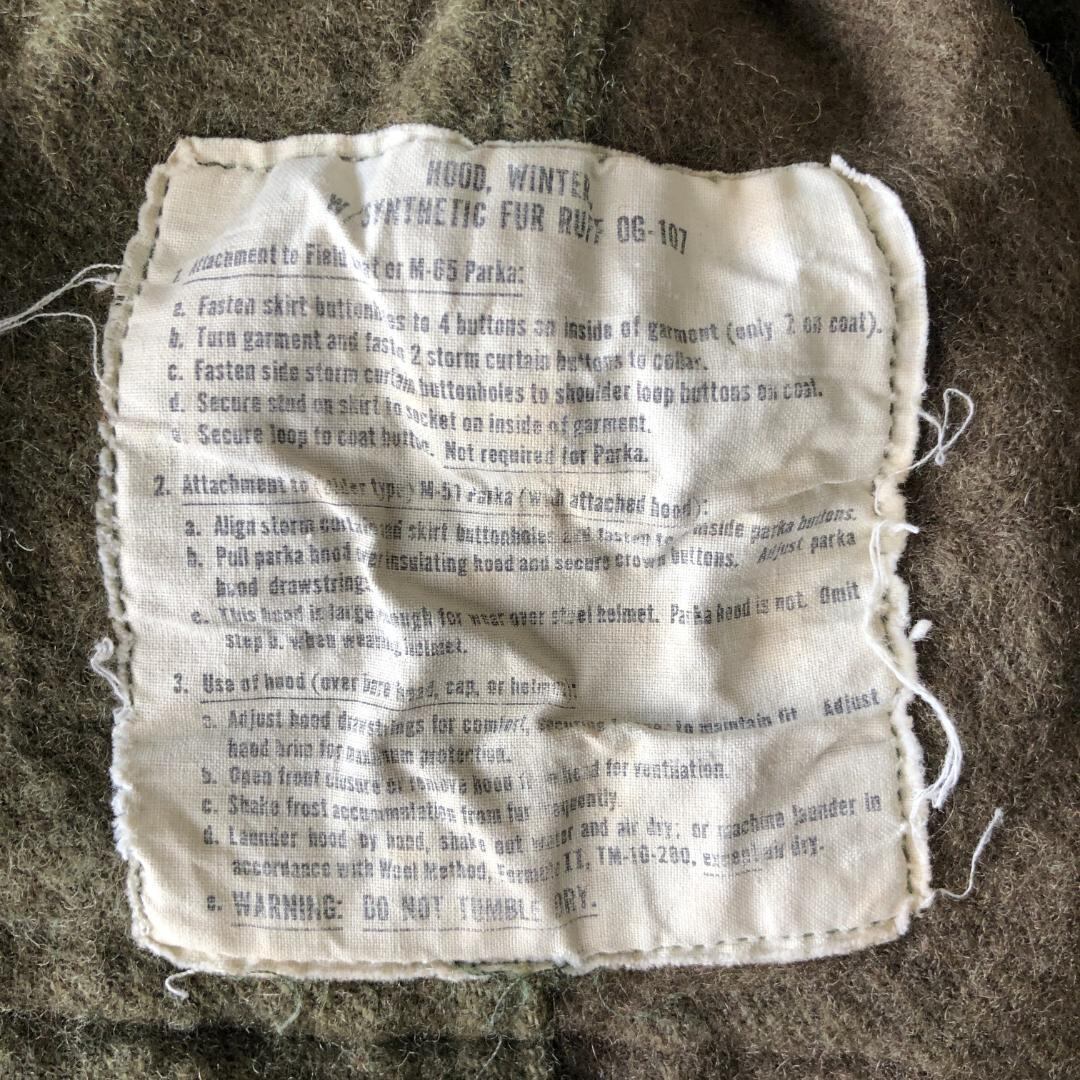 HOOD, WINTER,
W/SYNTHETIC FUR RUFF OG-107
1. Attachment to Field or M-65 Parka:
a. Fasten skirt buttonholes to 4 buttons on inside of garment (only 2 on coat).
b. Turn garment and fasten 2 storm curtain buttons to collar.
c. Fasten side storm curtain buttonholes to shoulder loop buttons on coat.
d. Secure stud on skirt to socket on inside of garment.
e. Secure loop to coat button. Not required for Parka.
2. Attachment to (older type) M-51 Parka (with attached hood):
a. Align storm curtain and skirt buttonholes and fasten to inside parka buttons.
b. Pull parka hood over insulating hood and secure crown buttons. Adjust parka
hood drawstring.
c. This hood is large enough for wear over steel helmet. Parka hood is not. Omit
step b. when wearing helmet.
3. Use of hood (over bare head, cap, or helmet):
a. Adjust hood drawstrings for comfort, securing to maintain fit Adjust
hood brim for maximum protection.
b. Open front closure or remove hood from head for ventilation.
c. Shake frost accumulation from fur frequently.
d. Launder hood by hand, shake out water and air dry; or machine launder in
accordance with Wool Method, Formula II, TM-10-280, except air dry.
e. WARNING: DO NOT TUMBLE DRY.